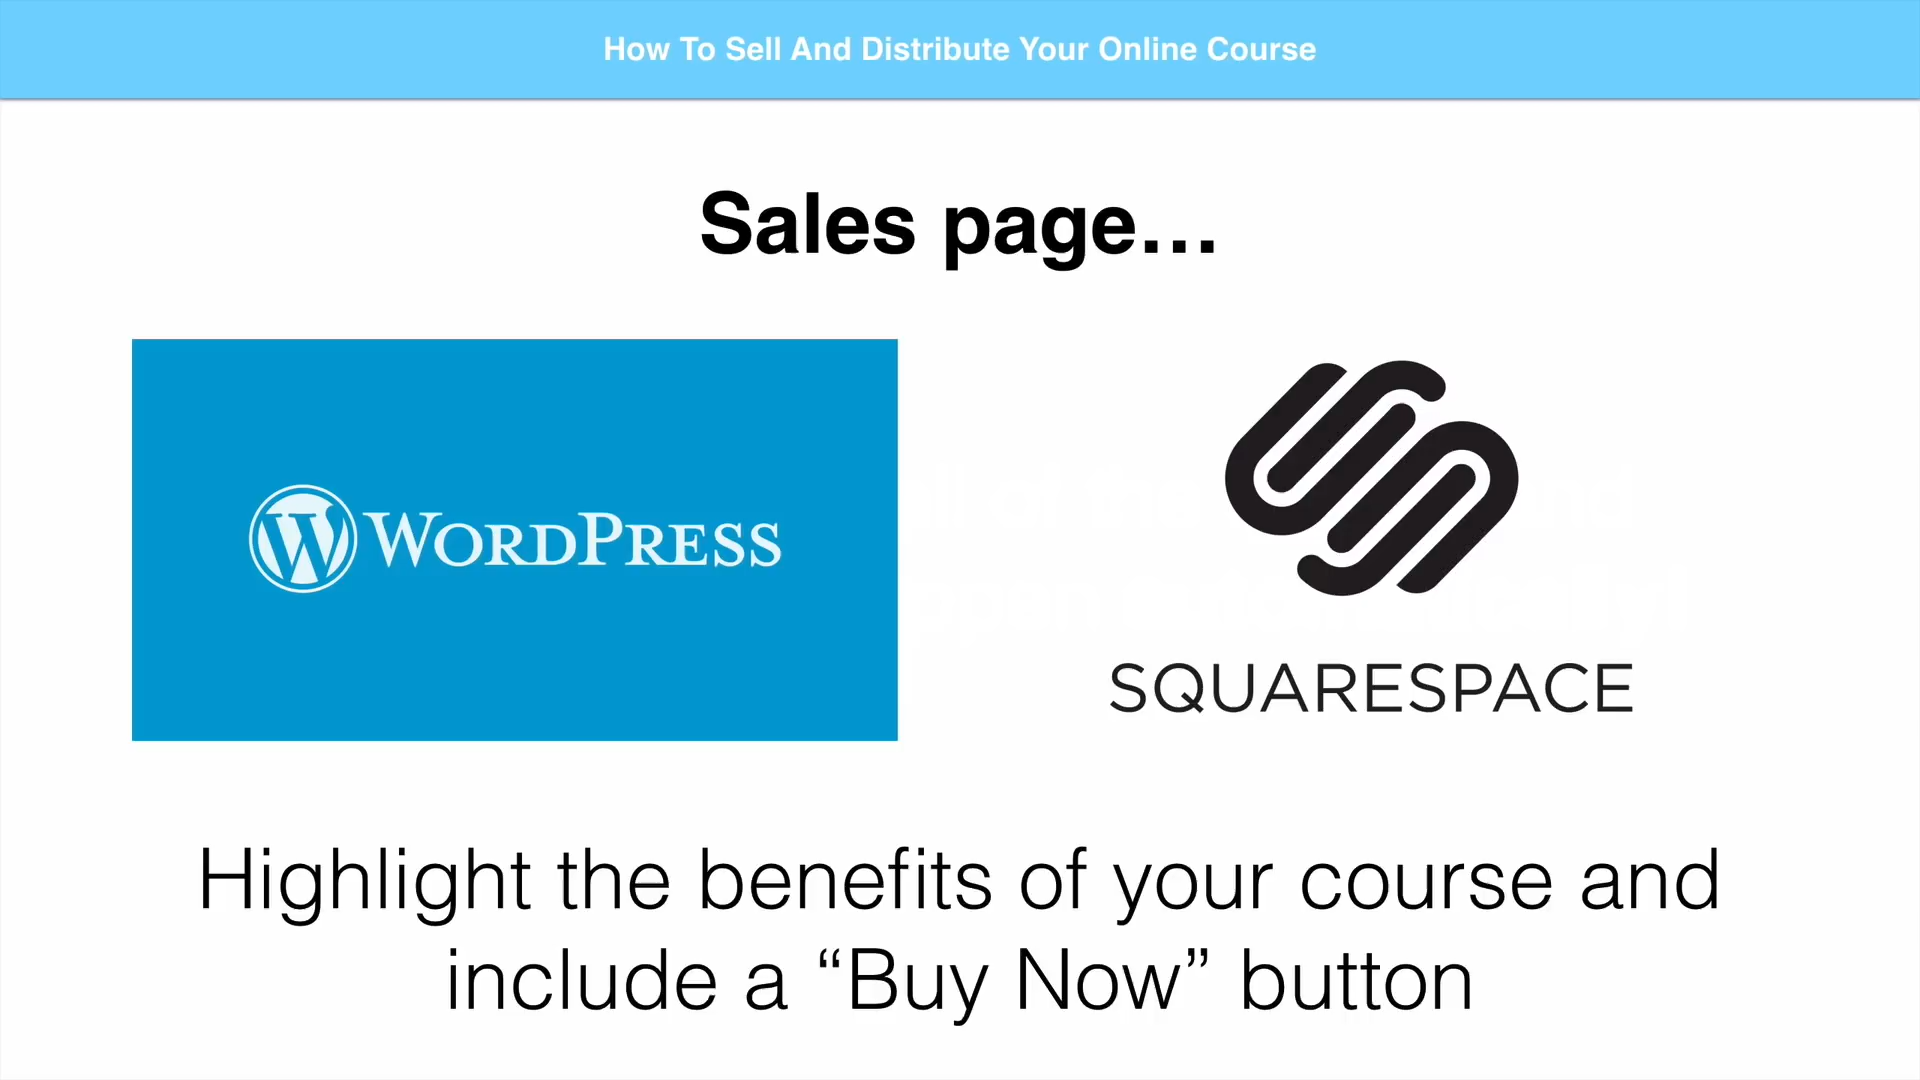 How To Sell And Distribute Your Online Course
Sales page...
WORDPRESS
SQUARESPACE
Highlight the benefits of your course and
include a “Buy Now” button